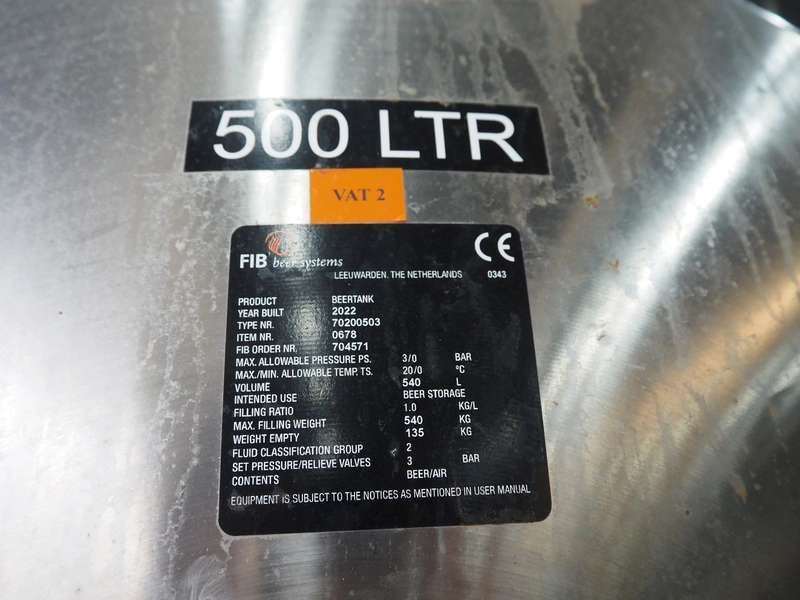 500 LTR
VAT 2
FIB beer systems
CE
LEEUWARDEN. THE NETHERLANDS 0343
PRODUCT BEERTANK
YEAR BUILT 2022
TYPE NR. 70200503
ITEM NR. 0678
FIB ORDER NR. 704571
MAX. ALLOWABLE PRESSURE PS. 3/0 BAR
MAX./MIN. ALLOWABLE TEMP. TS. 20/0 ºC
VOLUME 540 L
INTENDED USE BEER STORAGE
FILLING RATIO 1.0 KG/L
MAX. FILLING WEIGHT 540 KG
WEIGHT EMPTY 135 KG
FLUID CLASSIFICATION GROUP 2
SET PRESSURE/RELIEVE VALVES 3 BAR
CONTENTS BEER/AIR
EQUIPMENT IS SUBJECT TO THE NOTICES AS MENTIONED IN USER MANUAL